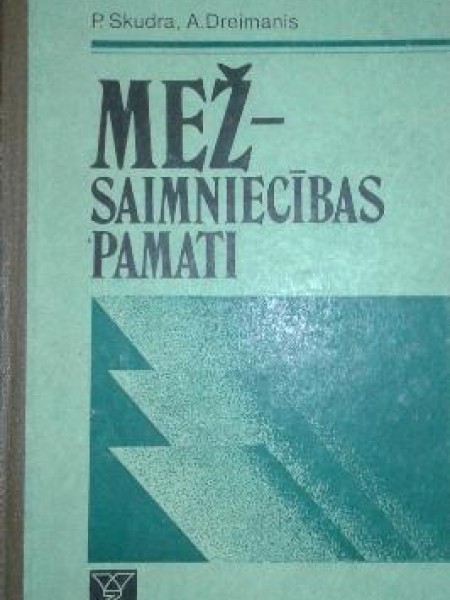 P. Skudra, A. Dreimanis
MEŽ-
SAIMNIECĪBAS
PAMATI